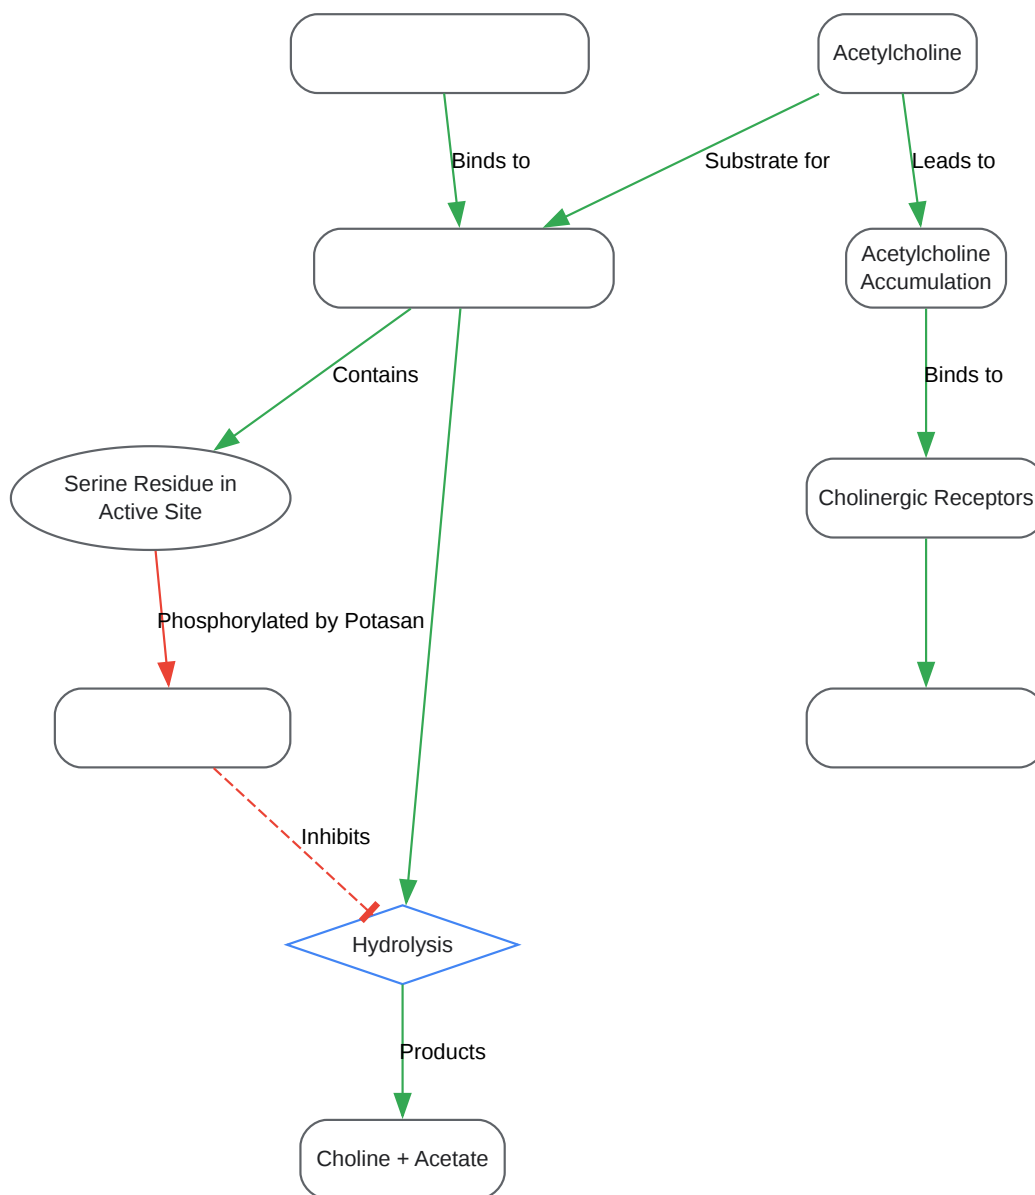 Acetylcholine
Binds to
Substrate for
Leads to
Acetylcholine
Accumulation
Contains
Binds to
Serine Residue in
Active Site
Cholinergic Receptors
Phosphorylated by Potasan
Inhibits
Hydrolysis
Products
Choline + Acetate